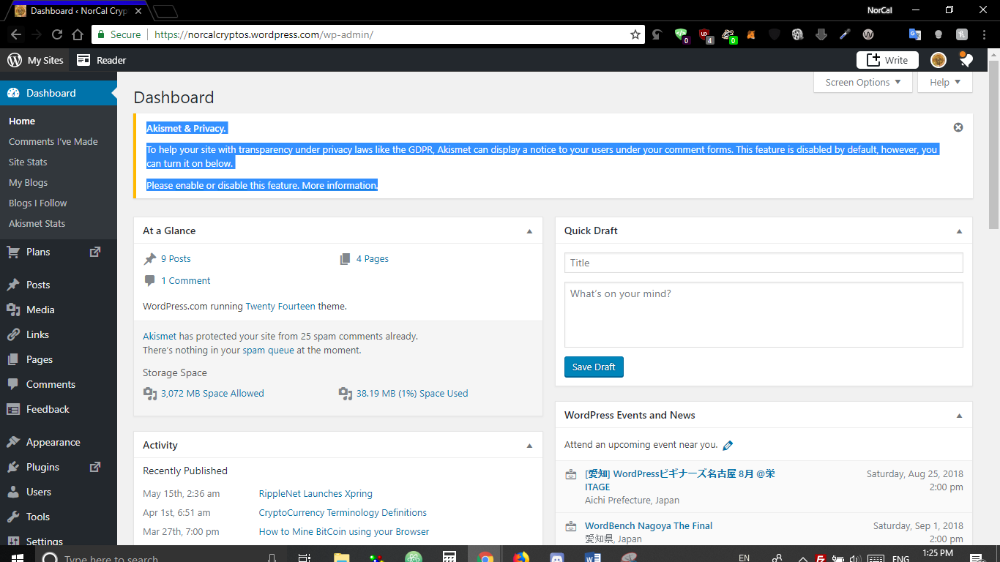 Dashboard ‹ NorCal Cryp
NorCal
Secure
https://norcalcryptos.wordpress.com/wp-admin/
0
4
0
My Sites
Reader
Write
Dashboard
Home
Comments I've Made
Site Stats
My Blogs
Blogs I Follow
Akismet Stats
Plans
Posts
Media
Links
Pages
Comments
Feedback
Appearance
Plugins
Users
Tools
Settings
Screen Options
Help
Dashboard
Akismet & Privacy.
To help your site with transparency under privacy laws like the GDPR, Akismet can display a notice to your users under your comment forms. This feature is disabled by default, however, you
can turn it on below.
Please enable or disable this feature. More information.
At a Glance
9 Posts
4 Pages
1 Comment
WordPress.com running Twenty Fourteen theme.
Akismet has protected your site from 25 spam comments already.
There's nothing in your spam queue at the moment.
Storage Space
3,072 MB Space Allowed
38.19 MB (1%) Space Used
Activity
Recently Published
May 15th, 2:36 am
RippleNet Launches Xpring
Apr 1st, 6:51 am
CryptoCurrency Terminology Definitions
Mar 27th, 7:00 pm
How to Mine BitCoin using your Browser
Quick Draft
Title
What's on your mind?
Save Draft
WordPress Events and News
Attend an upcoming event near you.
[愛知] WordPressビギナーズ名古屋 8月 @栄
ITAGE
Aichi Prefecture, Japan
Saturday, Aug 25, 2018
2:00 pm
WordBench Nagoya The Final
愛知県, Japan
Saturday, Sep 1, 2018
2:00 pm
Type here to search
EN
ENG
1:25 PM